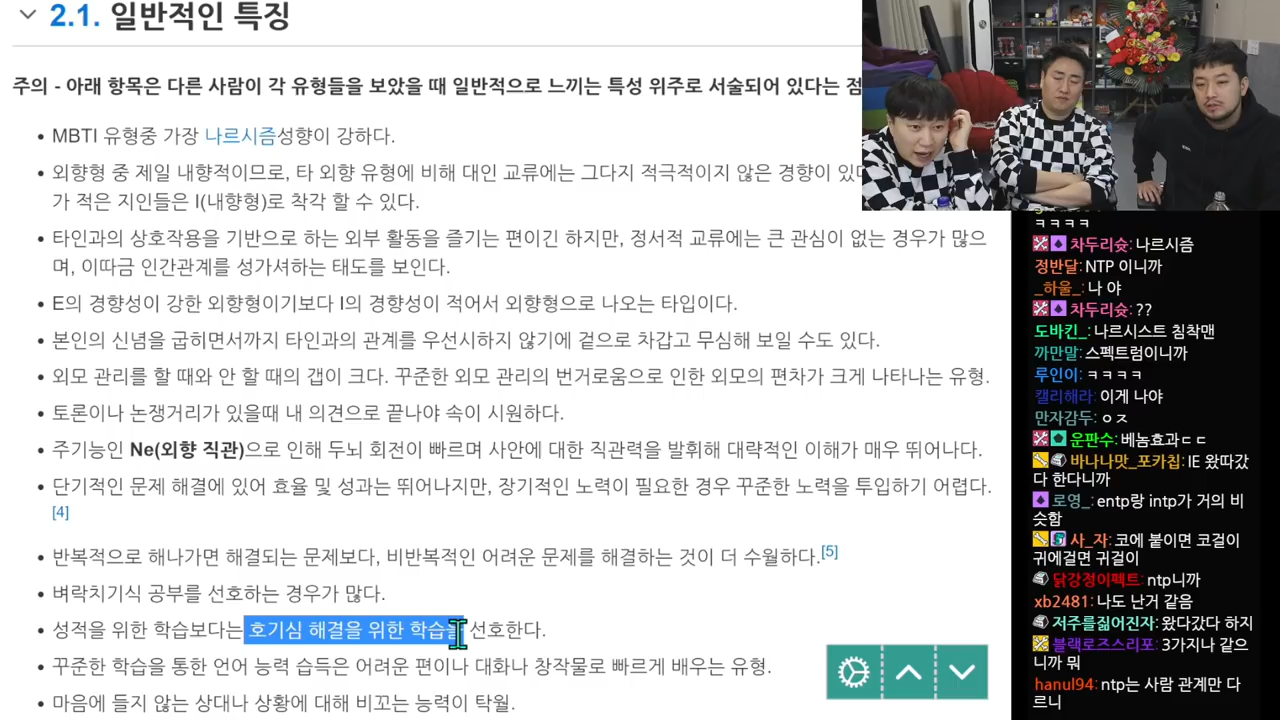 2.1. 일반적인 특징
주의 - 아래 항목은 다른 사람이 각 유형들을 보았을 때 일반적으로 느끼는 특성 위주로 서술되어 있다는 점
MBTI 유형중 가장 나르시즘성향이 강하다.
외향형 중 제일 내향적이므로, 타 외향 유형에 비해 대인 교류에는 그다지 적극적이지 않은 경향이 있다
가 적은 지인들은 I(내향형)로 착각 할 수 있다.
타인과의 상호작용을 기반으로 하는 외부 활동을 즐기는 편이긴 하지만, 정서적 교류에는 큰 관심이 없는 경우가 많으
며, 이따금 인간관계를 성가셔하는 태도를 보인다.
E의 경향성이 강한 외향형이기보다 I의 경향성이 적어서 외향형으로 나오는 타입이다.
본인의 신념을 굽히면서까지 타인과의 관계를 우선시하지 않기에 겉으로 차갑고 무심해 보일 수도 있다.
외모 관리를 할 때와 안 할 때의 갭이 크다. 꾸준한 외모 관리의 번거로움으로 인한 외모의 편차가 크게 나타나는 유형.
토론이나 논쟁거리가 있을때 내 의견으로 끝나야 속이 시원하다.
주기능인 Ne(외향 직관)으로 인해 두뇌 회전이 빠르며 사안에 대한 직관력을 발휘해 대략적인 이해가 매우 뛰어나다.
단기적인 문제 해결에 있어 효율 및 성과는 뛰어나지만, 장기적인 노력이 필요한 경우 꾸준한 노력을 투입하기 어렵다.
[4]
반복적으로 해나가면 해결되는 문제보다, 비반복적인 어려운 문제를 해결하는 것이 더 수월하다.[5]
벼락치기식 공부를 선호하는 경우가 많다.
성적을 위한 학습보다는 호기심 해결을 위한 학습을 선호한다.
꾸준한 학습을 통한 언어 능력 습득은 어려운 편이나 대화나 창작물로 빠르게 배우는 유형.
마음에 들지 않는 상대나 상황에 대해 비꼬는 능력이 탁월.
ㅋㅋㅋㅋ
차두리슛: 나르시즘
정반달: NTP 이니까
_하울_: 나 야
차두리슛: ??
도바킨_: 나르시스트 침착맨
까만말: 스펙트럼이니까
루인이: ㅋㅋㅋㅋ
캘리해라: 이게 나야
만자감두: ㅇㅈ
운판수: 베놈효과ㄷㄷ
바나나맛_포카칩: IE 왔따갔
다 한다니까
로영_: entp랑 intp가 거의 비
슷함
사_자: 코에 붙이면 코걸이
귀에걸면 귀걸이
닭강정이펙트: ntp니까
xb2481: 나도 난거 같음
저주를짊어진자: 왔다갔다 하지
블랙로즈스리포: 3가지나 같으
니까 뭐
hanul94: ntp는 사람 관계만 다
르니